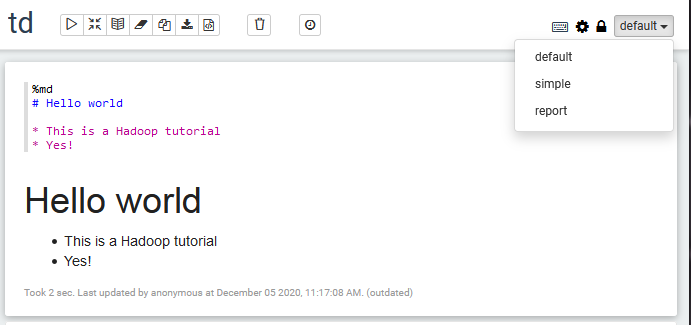 td
default
default
simple
report
%md
# Hello world
* This is a Hadoop tutorial
* Yes!
Hello world
• This is a Hadoop tutorial
• Yes!
Took 2 sec. Last updated by anonymous at December 05 2020, 11:17:08 AM. (outdated)